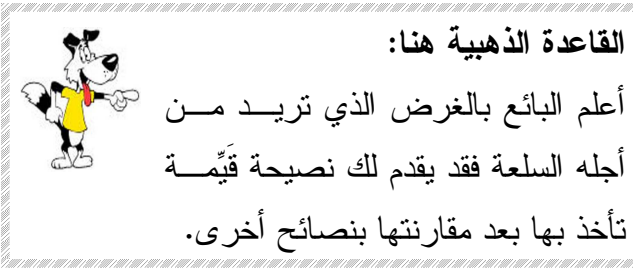 القاعدة الذهبية هنا:
أعلم البائع بالغرض الذي تريد من
أجله السلعة فقد يقدم لك نصيحة قَيِّمة
تأخذ بها بعد مقارنتها بنصائح أخرى.